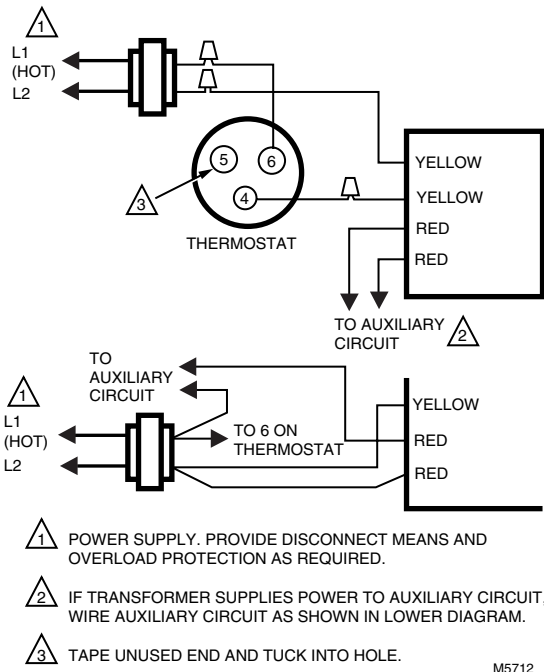 1
L1
(HOT)
L2
5
6
4
3
THERMOSTAT
YELLOW
YELLOW
RED
RED
TO AUXILIARY
CIRCUIT
2
TO
AUXILIARY
CIRCUIT
1
L1
(HOT)
L2
TO 6 ON
THERMOSTAT
YELLOW
RED
RED
1 POWER SUPPLY. PROVIDE DISCONNECT MEANS AND
OVERLOAD PROTECTION AS REQUIRED.
2 IF TRANSFORMER SUPPLIES POWER TO AUXILIARY CIRCUIT,
WIRE AUXILIARY CIRCUIT AS SHOWN IN LOWER DIAGRAM.
3 TAPE UNUSED END AND TUCK INTO HOLE.
M5712